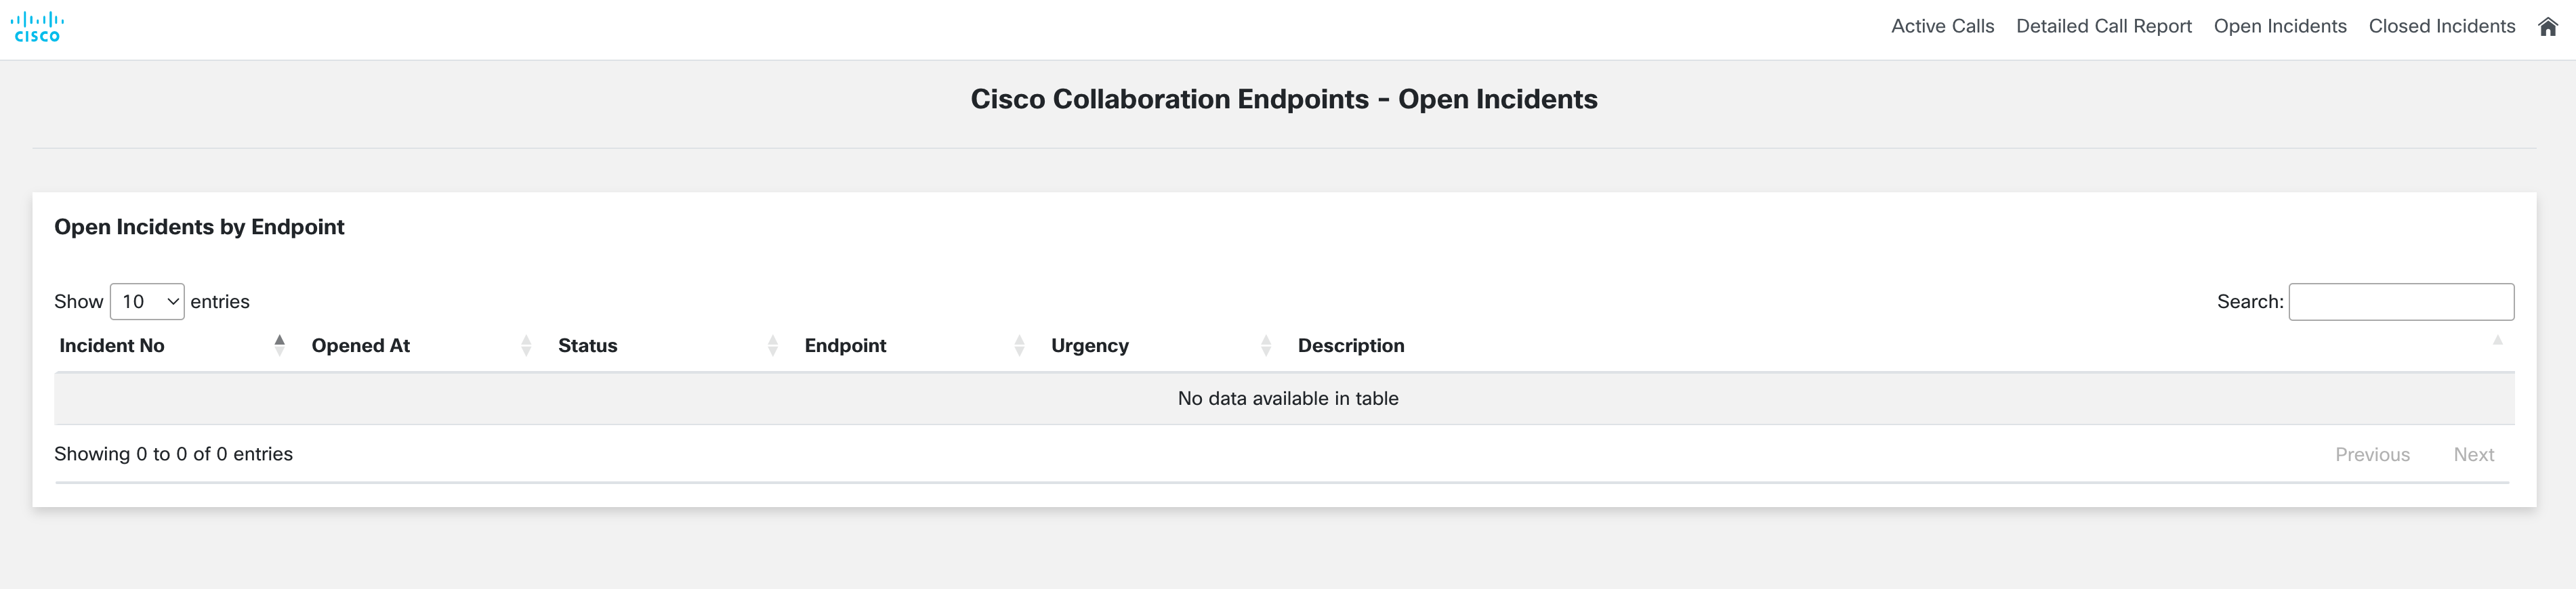 CISCO
Active Calls Detailed Call Report Open Incidents Closed Incidents
Cisco Collaboration Endpoints - Open Incidents
Open Incidents by Endpoint
Show 10 entries Search:
Incident No Opened At Status Endpoint Urgency Description
No data available in table
Showing 0 to 0 of 0 entries Previous Next